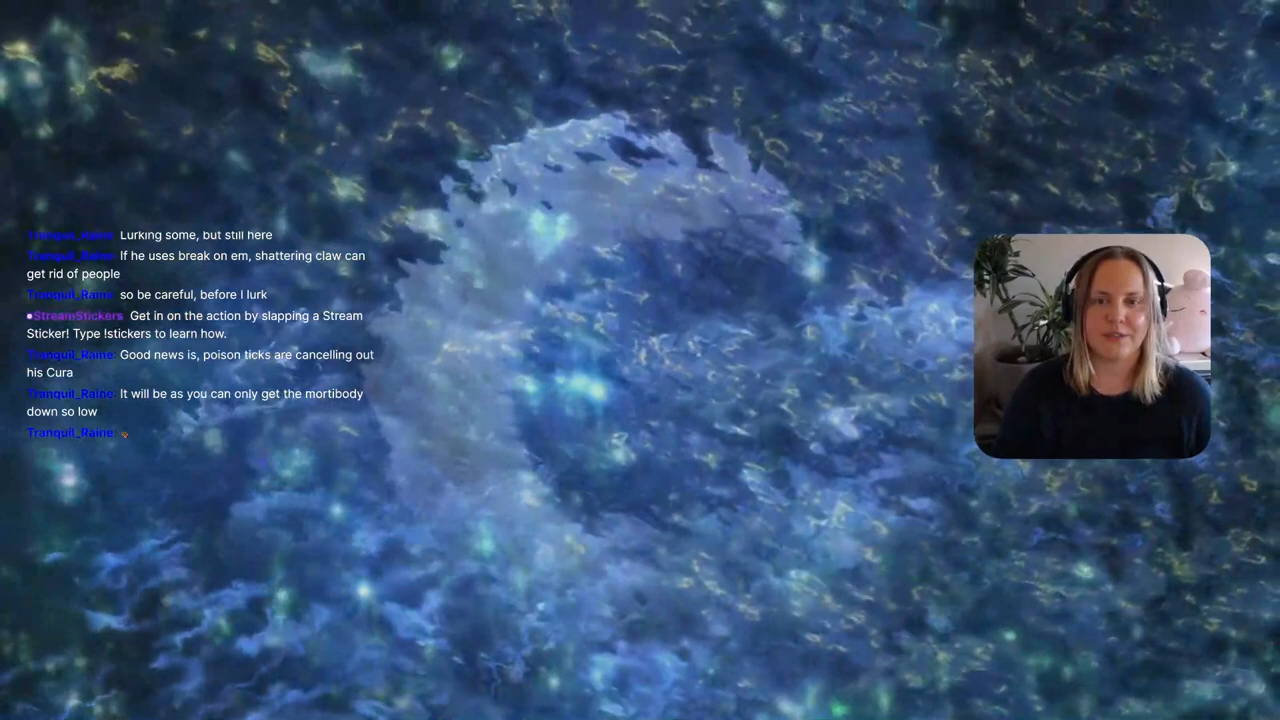 Tranquil_Raine: Lurking some, but still here
Tranquil_Raine: If he uses break on em, shattering claw can
get rid of people
Tranquil_Raine: so be careful, before I lurk
StreamStickers Get in on the action by slapping a Stream
Sticker! Type !stickers to learn how.
Tranquil_Raine: Good news is, poison ticks are cancelling out
his Cura
Tranquil_Raine: It will be as you can only get the mortibody
down so low
Tranquil_Raine: